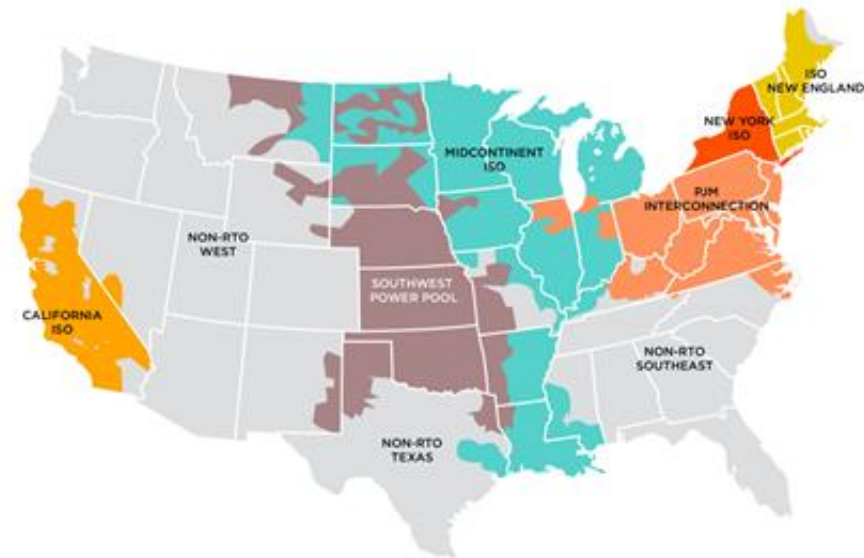 ISO
NEW ENGLAND
NEW YORK
ISO
MIDCONTINENT
ISO
PJM
INTERCONNECTION
NON-RTO
WEST
SOUTHWEST
POWER POOL
CALIFORNIA
ISO
NON-RTO
SOUTHEAST
NON-RTO
TEXAS